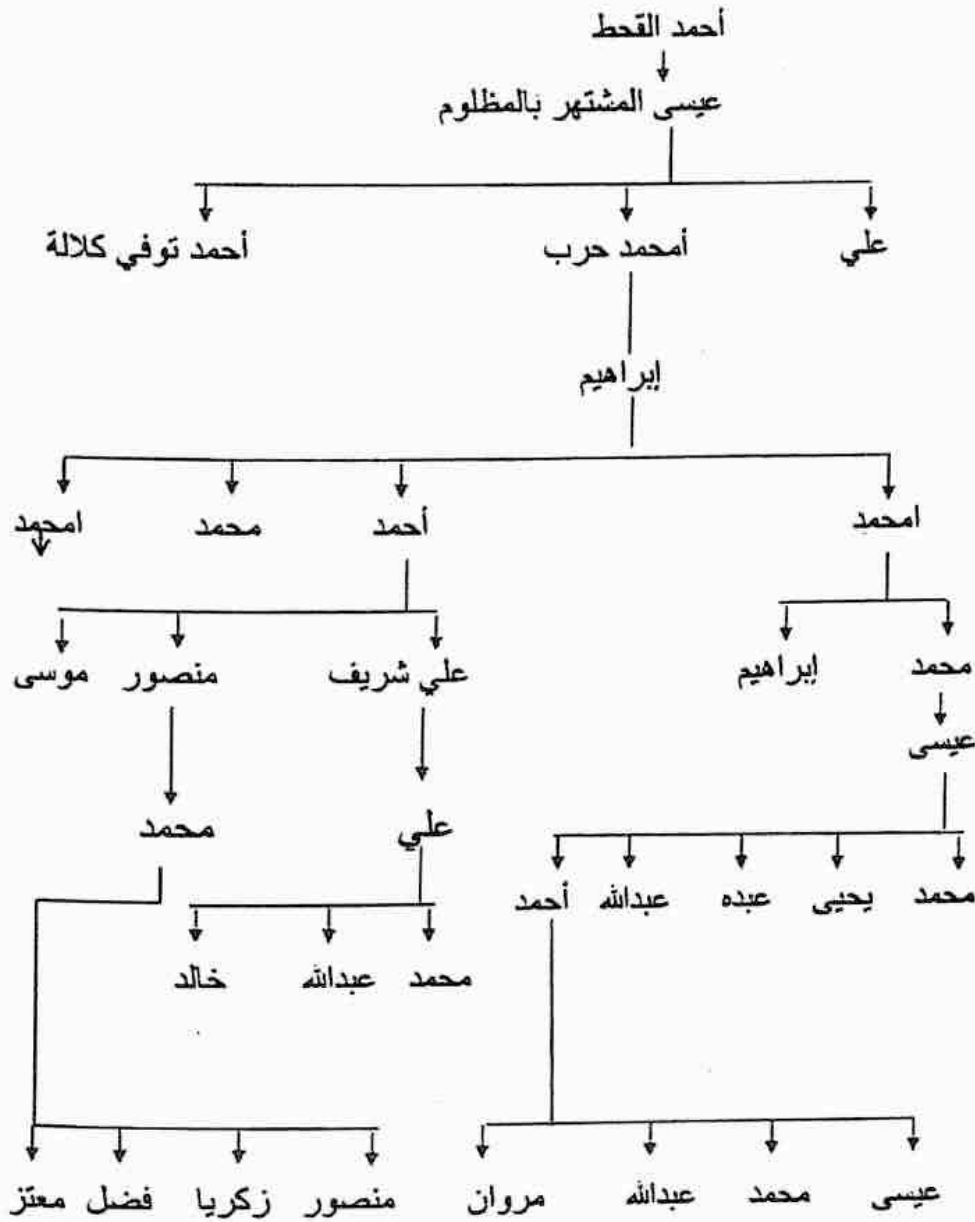 أحمد القحط
عيسى المشتهر بالمظلوم
علي أمحمد حرب أحمد توفي كلالة
إبراهيم
امحمد أحمد محمد امحمد
محمد إبراهيم علي شريف منصور موسى
عيسى
علي محمد
محمد يحيى عبده عبدالله أحمد
محمد عبدالله خالد
عيسى محمد عبدالله مروان منصور زكريا فضل معتز